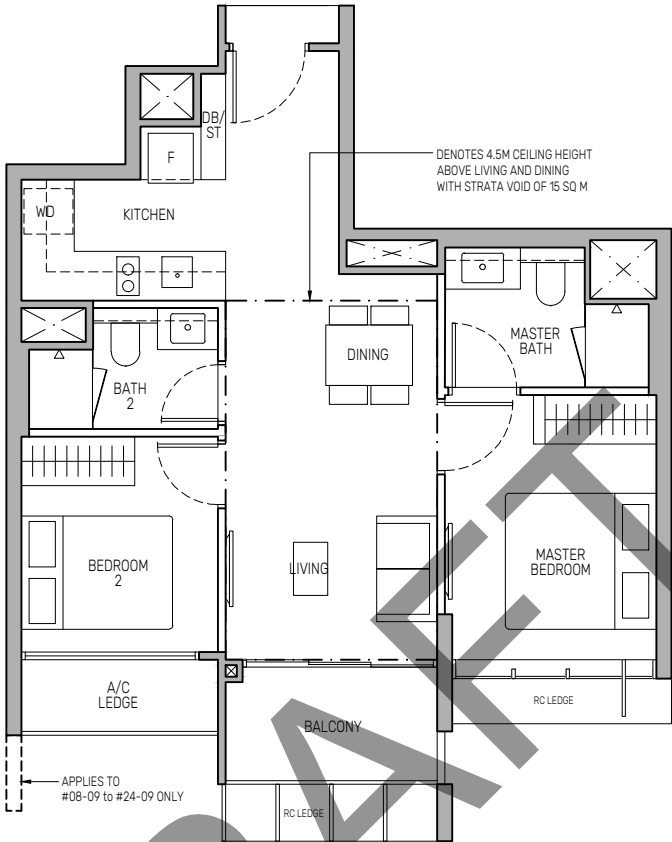 DB/
ST
F
DENOTES 4.5M CEILING HEIGHT
ABOVE LIVING AND DINING
WITH STRATA VOID OF 15 SQ M
WD
KITCHEN
DINING
MASTER
BATH
BATH
2
BEDROOM
2
LIVING
MASTER
BEDROOM
A/C
LEDGE
RC LEDGE
BALCONY
APPLIES TO
#08-09 to #24-09 ONLY
RC LEDGE
DRAFT